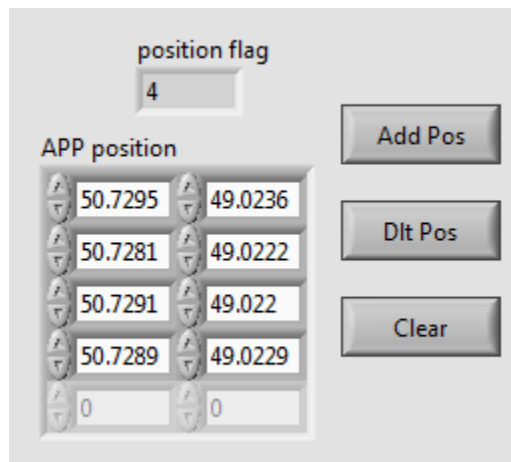 position flag
4
Add Pos
APP position
50.7295 49.0236
Dlt Pos
50.7281 49.0222
50.7291 49.022
Clear
50.7289 49.0229
0 0